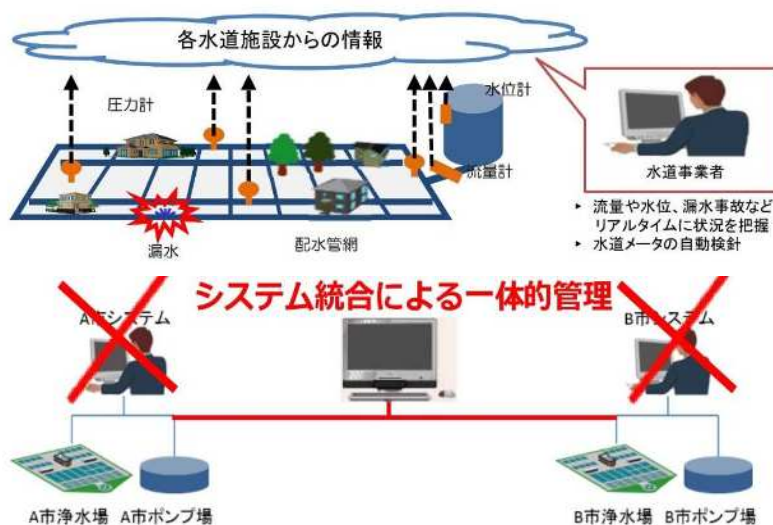 各水道施設からの情報
圧力計
水位計
流量計
漏水
配水管網
水道事業者
▸ 流量や水位、漏水事故など
リアルタイムに状況を把握
▸ 水道メータの自動検針
システム統合による一体的管理
A市システム
B市システム
A市浄水場
A市ポンプ場
B市浄水場
B市ポンプ場